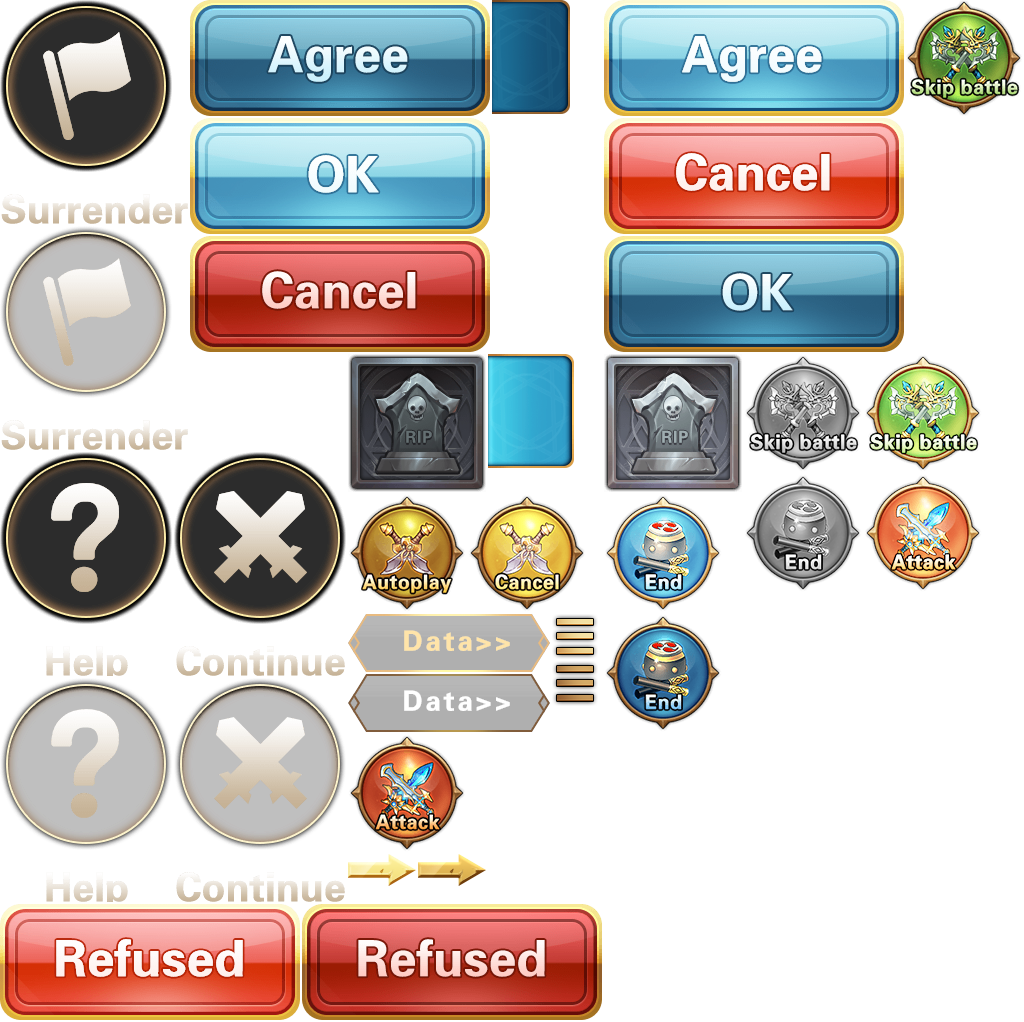 Agree
Agree
Skip battle
OK
Cancel
Surrender
Cancel
OK
RIP
RIP
Skip battle
Skip battle
Surrender
Autoplay
Cancel
End
End
Attack
Data>>
Help
Continue
Data>>
End
Attack
Help
Continue
Refused
Refused